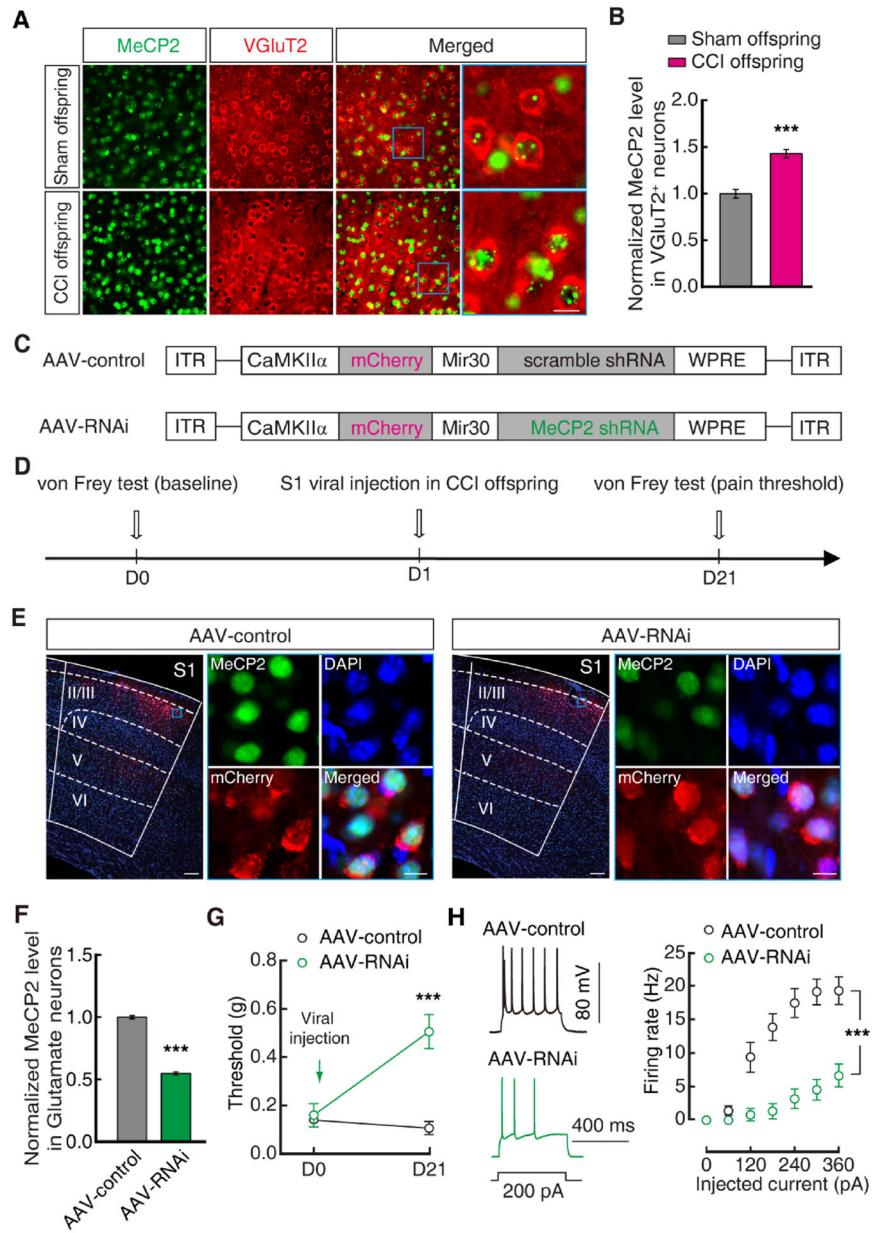 A
MeCP2
VGluT2
Merged
Sham offspring
CCI offspring
B
Sham offspring
CCI offspring
Normalized MeCP2 level
in VGluT2⁺ neurons
2.0
1.5
1.0
0.5
0.0
***
C
AAV-control
ITR
CaMKIIα
mCherry
Mir30
scramble shRNA
WPRE
ITR
AAV-RNAi
ITR
CaMKIIα
mCherry
Mir30
MeCP2 shRNA
WPRE
ITR
D
von Frey test (baseline)
S1 viral injection in CCI offspring
von Frey test (pain threshold)
D0
D1
D21
E
AAV-control
S1
II/III
IV
V
VI
MeCP2
DAPI
mCherry
Merged
AAV-RNAi
S1
II/III
IV
V
VI
MeCP2
DAPI
mCherry
Merged
F
Normalized MeCP2 level
in Glutamate neurons
1.5
1.0
0.5
0.0
***
AAV-control
AAV-RNAi
G
AAV-control
AAV-RNAi
Threshold (g)
0.8
0.6
0.4
0.2
0.0
Viral
injection
***
D0
D21
H
AAV-control
80 mV
AAV-RNAi
400 ms
200 pA
AAV-control
AAV-RNAi
Firing rate (Hz)
25
20
15
10
5
0
***
0
120
240
360
Injected current (pA)